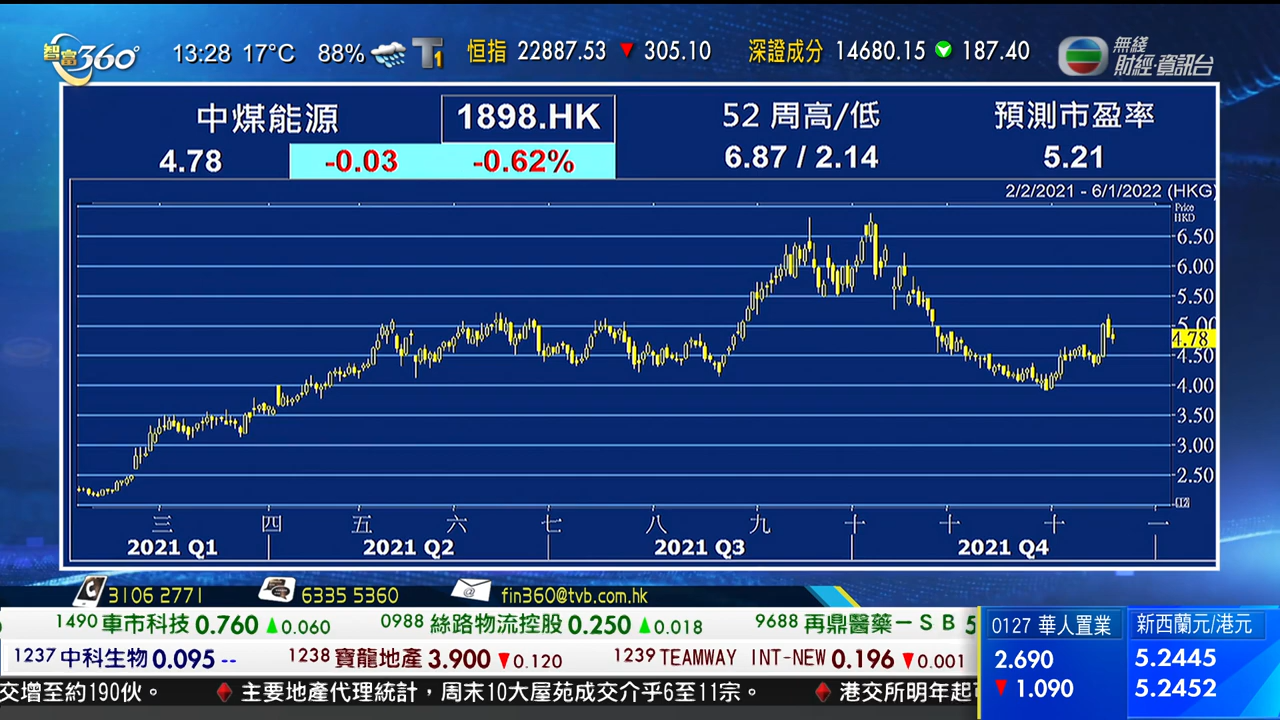 智富360°
13:28 17°C 88% T1 恒指 22887.53 ▼ 305.10 深證成分 14680.15 187.40
無綫
財經·資訊台
中煤能源 1898.HK 52 周高/低 預測市盈率
4.78 -0.03 -0.62% 6.87 / 2.14 5.21
2/2/2021 - 6/1/2022 (HKG)
Price
HKD
6.50
6.00
5.50
5.00
4.78
4.50
4.00
3.50
3.00
2.50
三 四 五 六 七 八 九 十 十 十 一
2021 Q1 2021 Q2 2021 Q3 2021 Q4
3106 2771 6335 5360 fin360@tvb.com.hk
1490 車市科技 0.760 ▲0.060 0988 絲路物流控股 0.250 ▲0.018 9688 再鼎醫藥－ＳＢ 5
1237 中科生物 0.095 -- 1238 寶龍地產 3.900 ▼0.120 1239 TEAMWAY INT-NEW 0.196 ▼0.001
交增至約190伙。 ♦ 主要地產代理統計，周末10大屋苑成交介乎6至11宗。 ♦ 港交所明年起
0127 華人置業
2.690
▼ 1.090
新西蘭元/港元
5.2445
5.2452